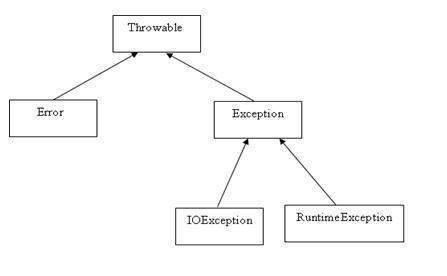 Throwable
Error
Exception
IOException
RuntimeException